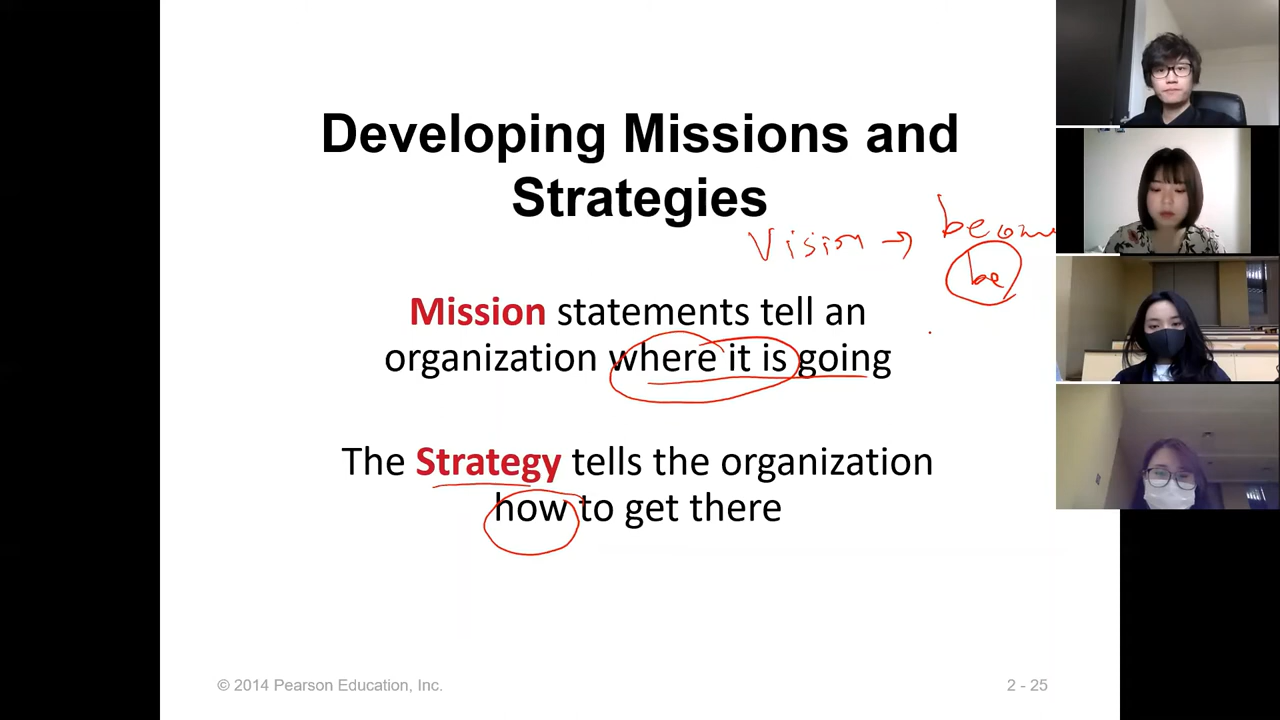 Developing Missions and
Strategies
Vision → become
be
Mission statements tell an
organization where it is going
The Strategy tells the organization
how to get there
© 2014 Pearson Education, Inc.
2 - 25